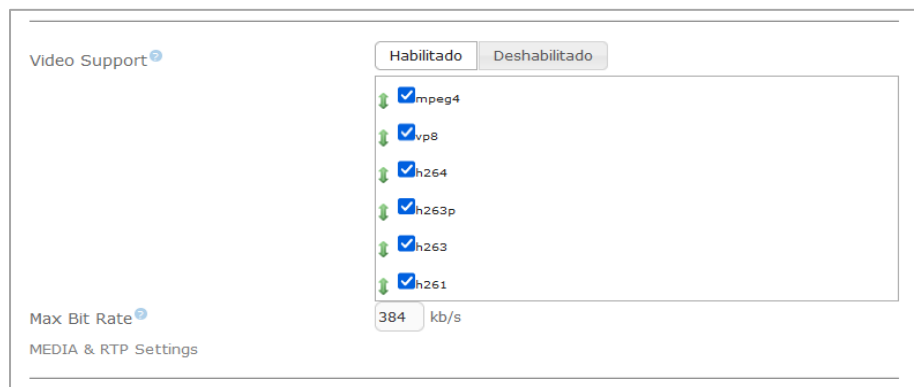 Video Support
Habilitado Deshabilitado
mpeg4
vp8
h264
h263p
h263
h261
Max Bit Rate
384 kb/s
MEDIA & RTP Settings